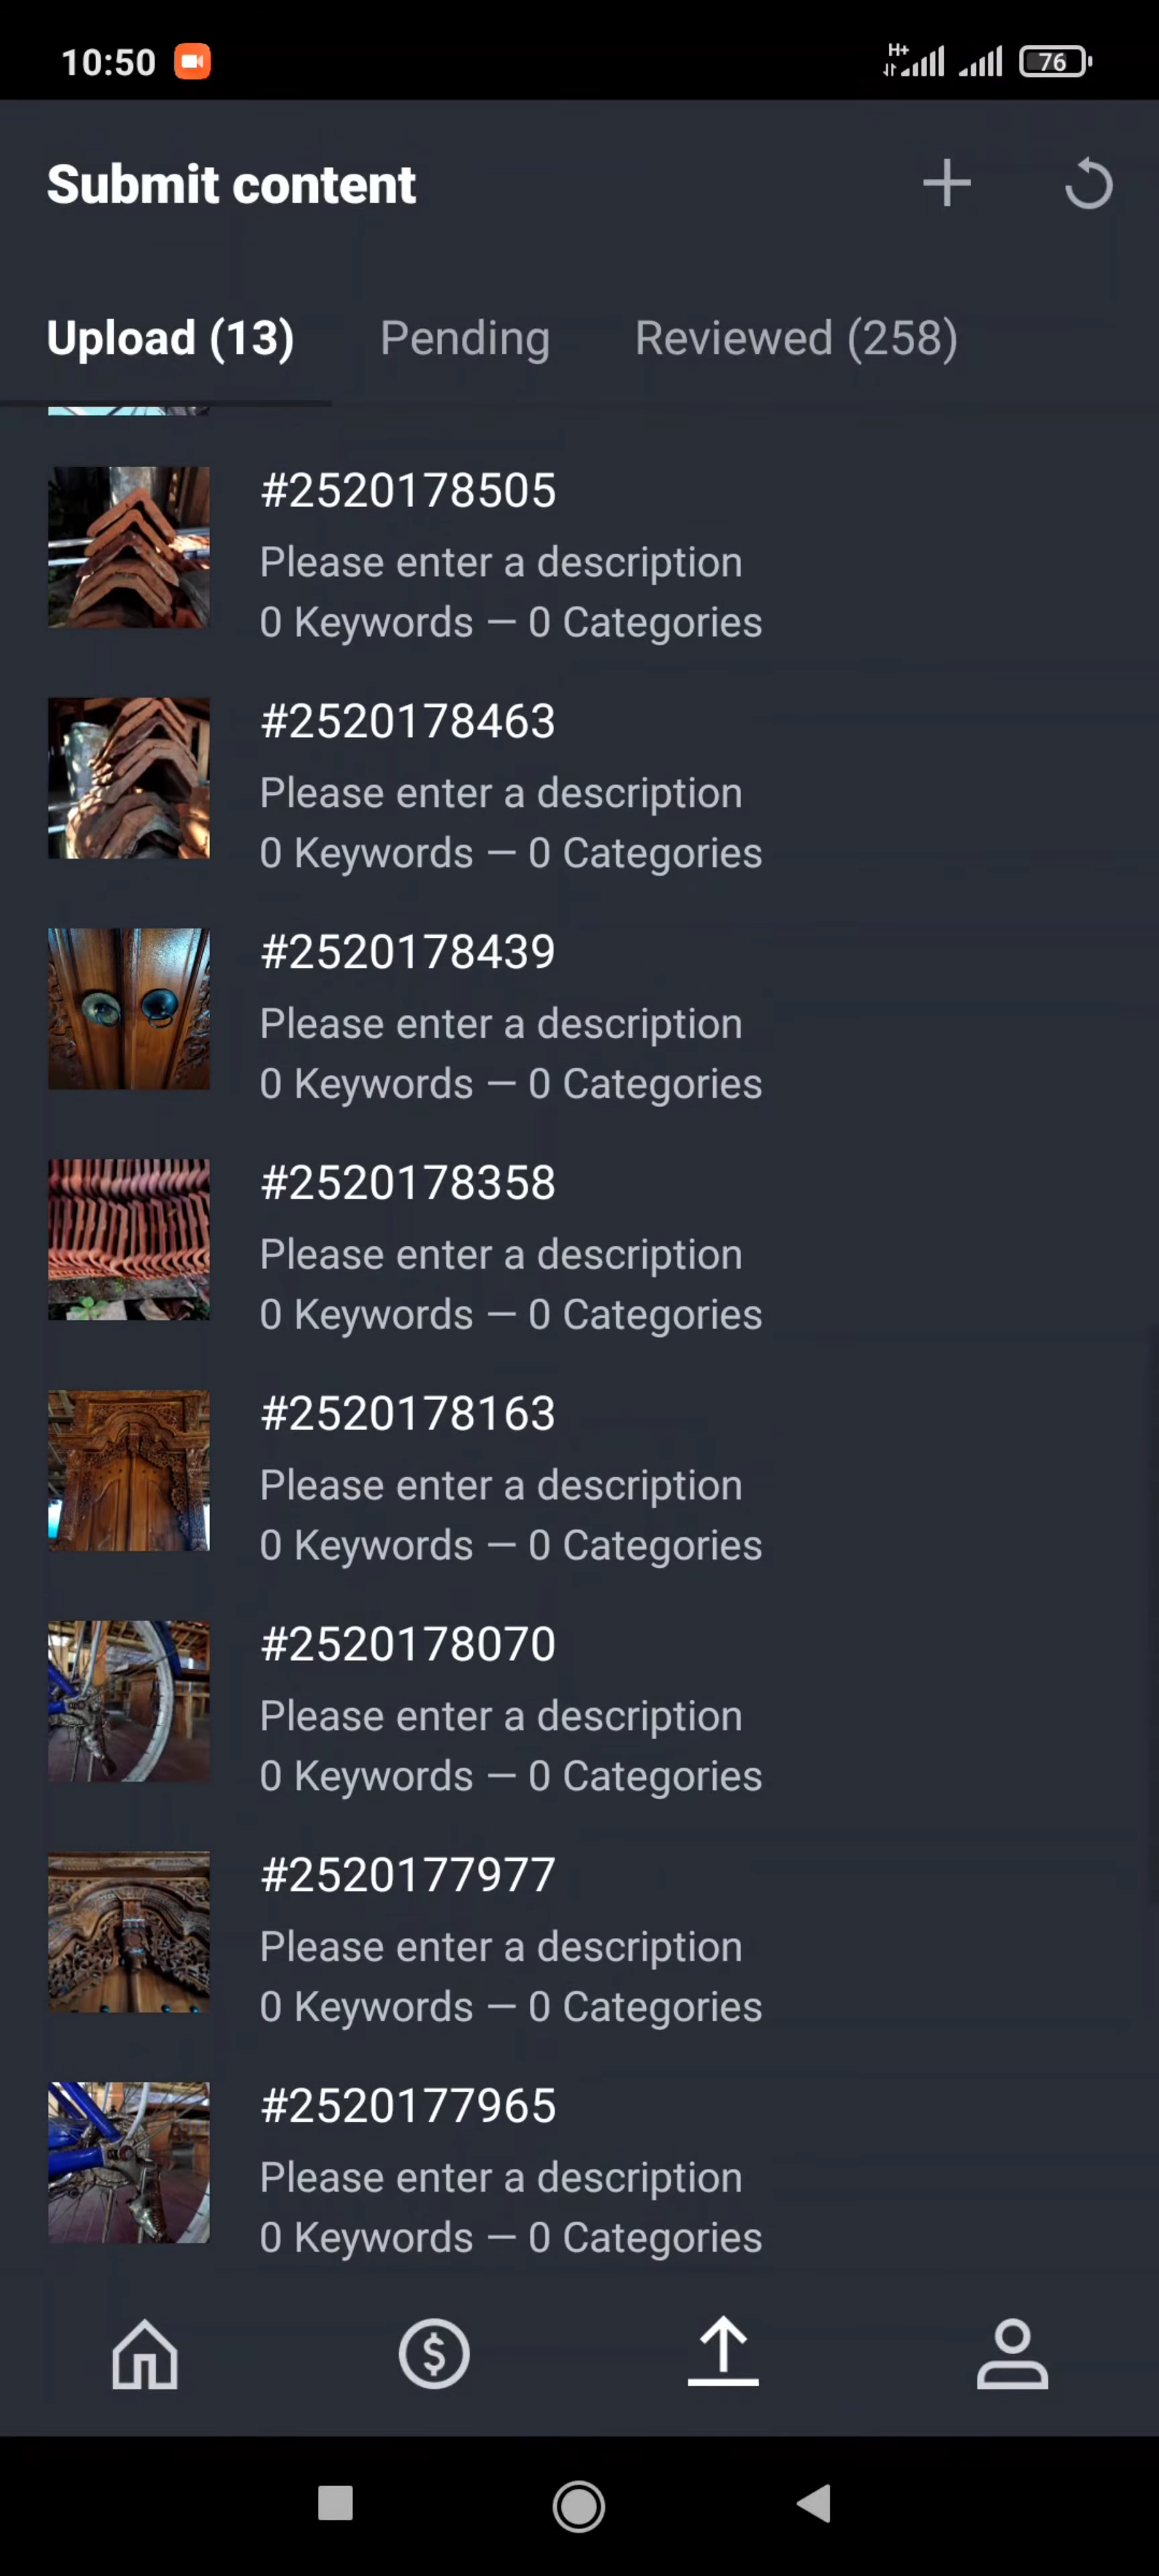 10:50
H+
76
Submit content
Upload (13)
Pending
Reviewed (258)
#2520178505
Please enter a description
0 Keywords — 0 Categories
#2520178463
Please enter a description
0 Keywords — 0 Categories
#2520178439
Please enter a description
0 Keywords — 0 Categories
#2520178358
Please enter a description
0 Keywords — 0 Categories
#2520178163
Please enter a description
0 Keywords — 0 Categories
#2520178070
Please enter a description
0 Keywords — 0 Categories
#2520177977
Please enter a description
0 Keywords — 0 Categories
#2520177965
Please enter a description
0 Keywords — 0 Categories